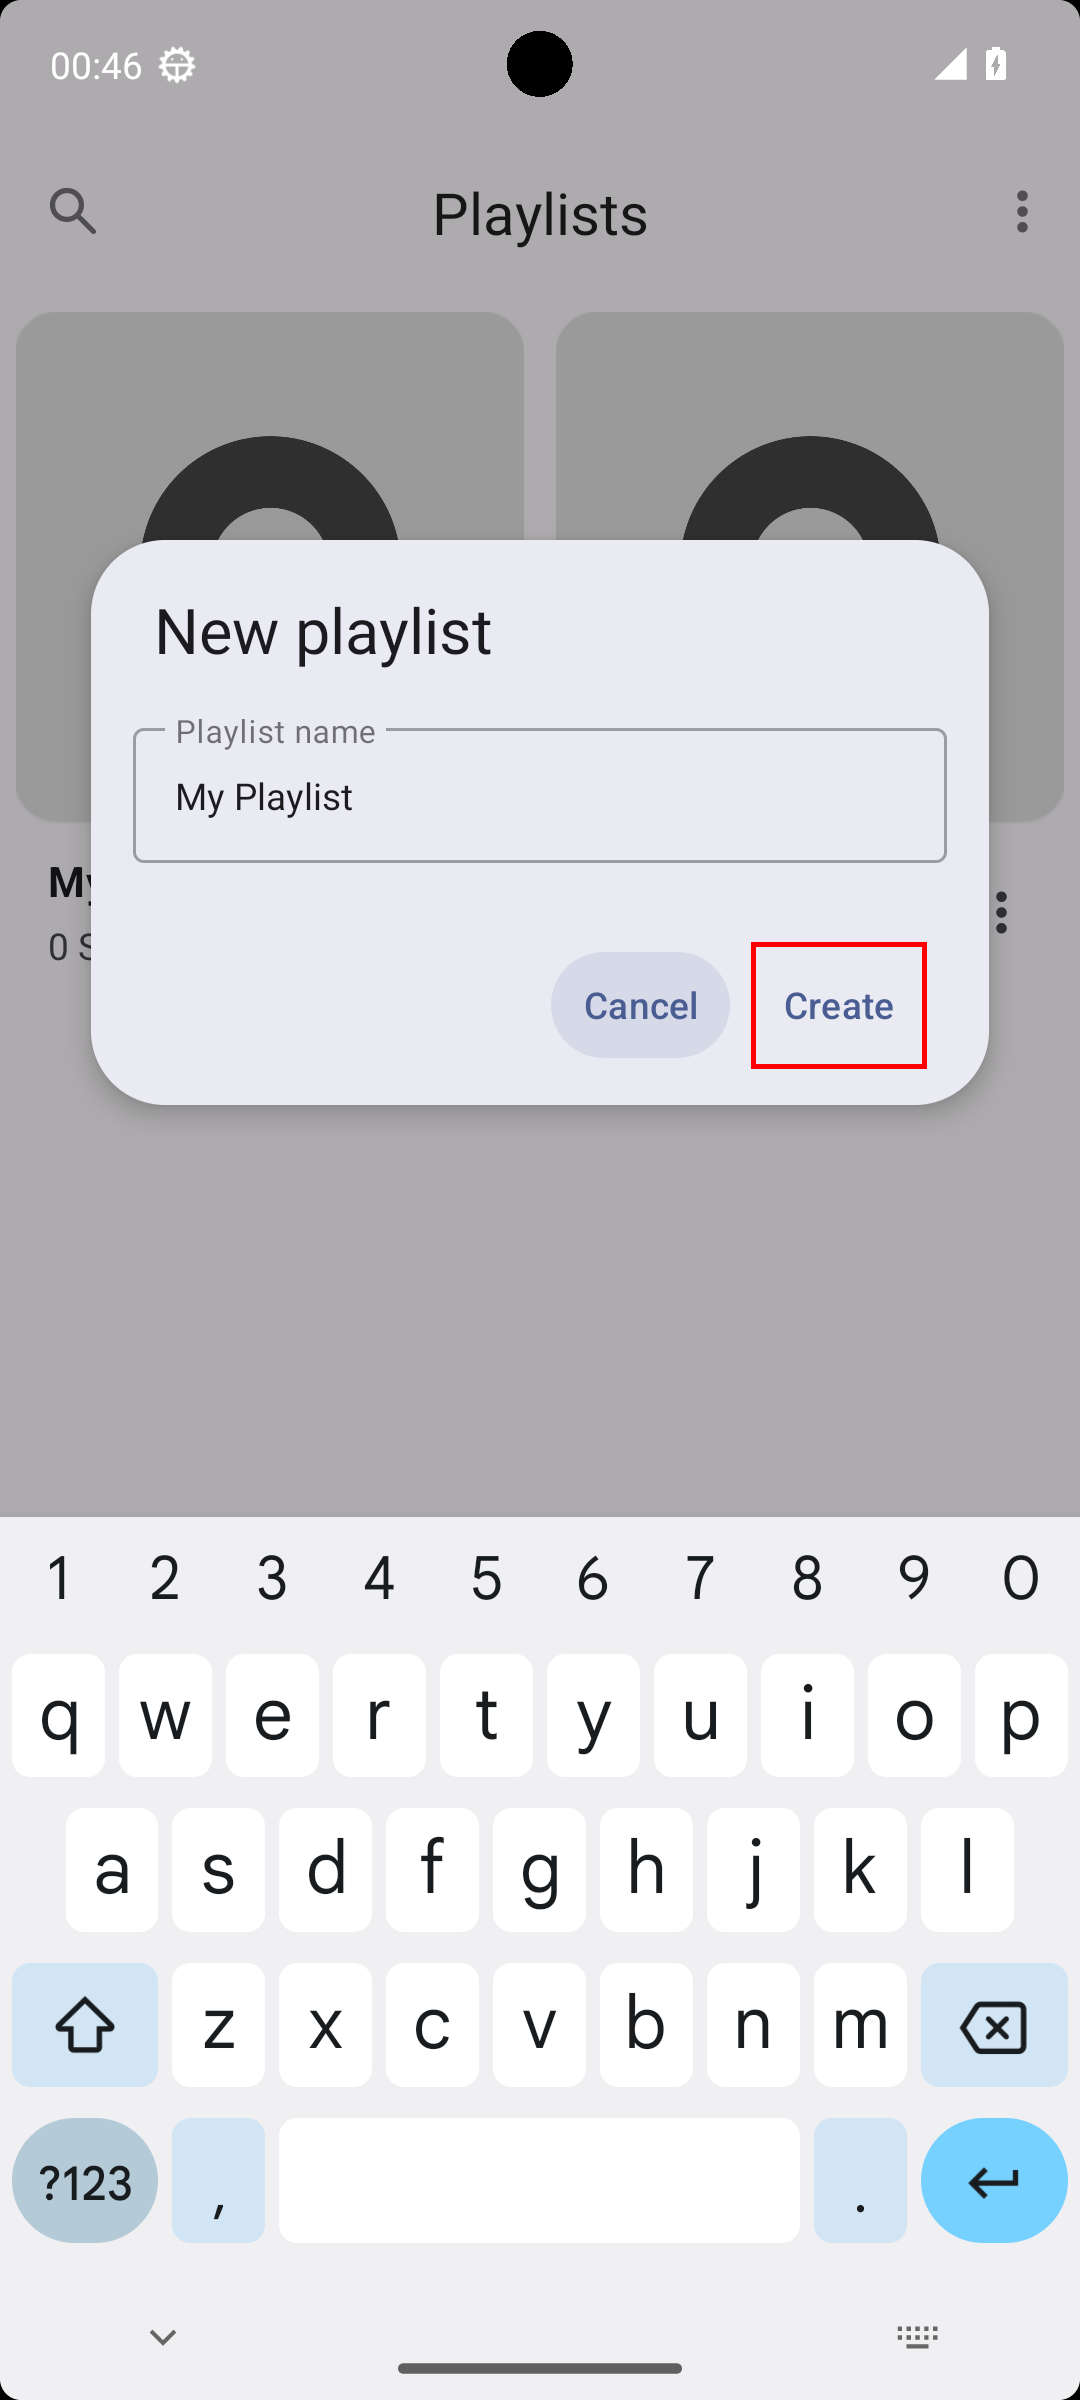 00:46
Playlists
New playlist
Playlist name
My Playlist
My
0 S
Cancel
Create
1 2 3 4 5 6 7 8 9 0
q w e r t y u i o p
a s d f g h j k l
z x c v b n m
?123 , .